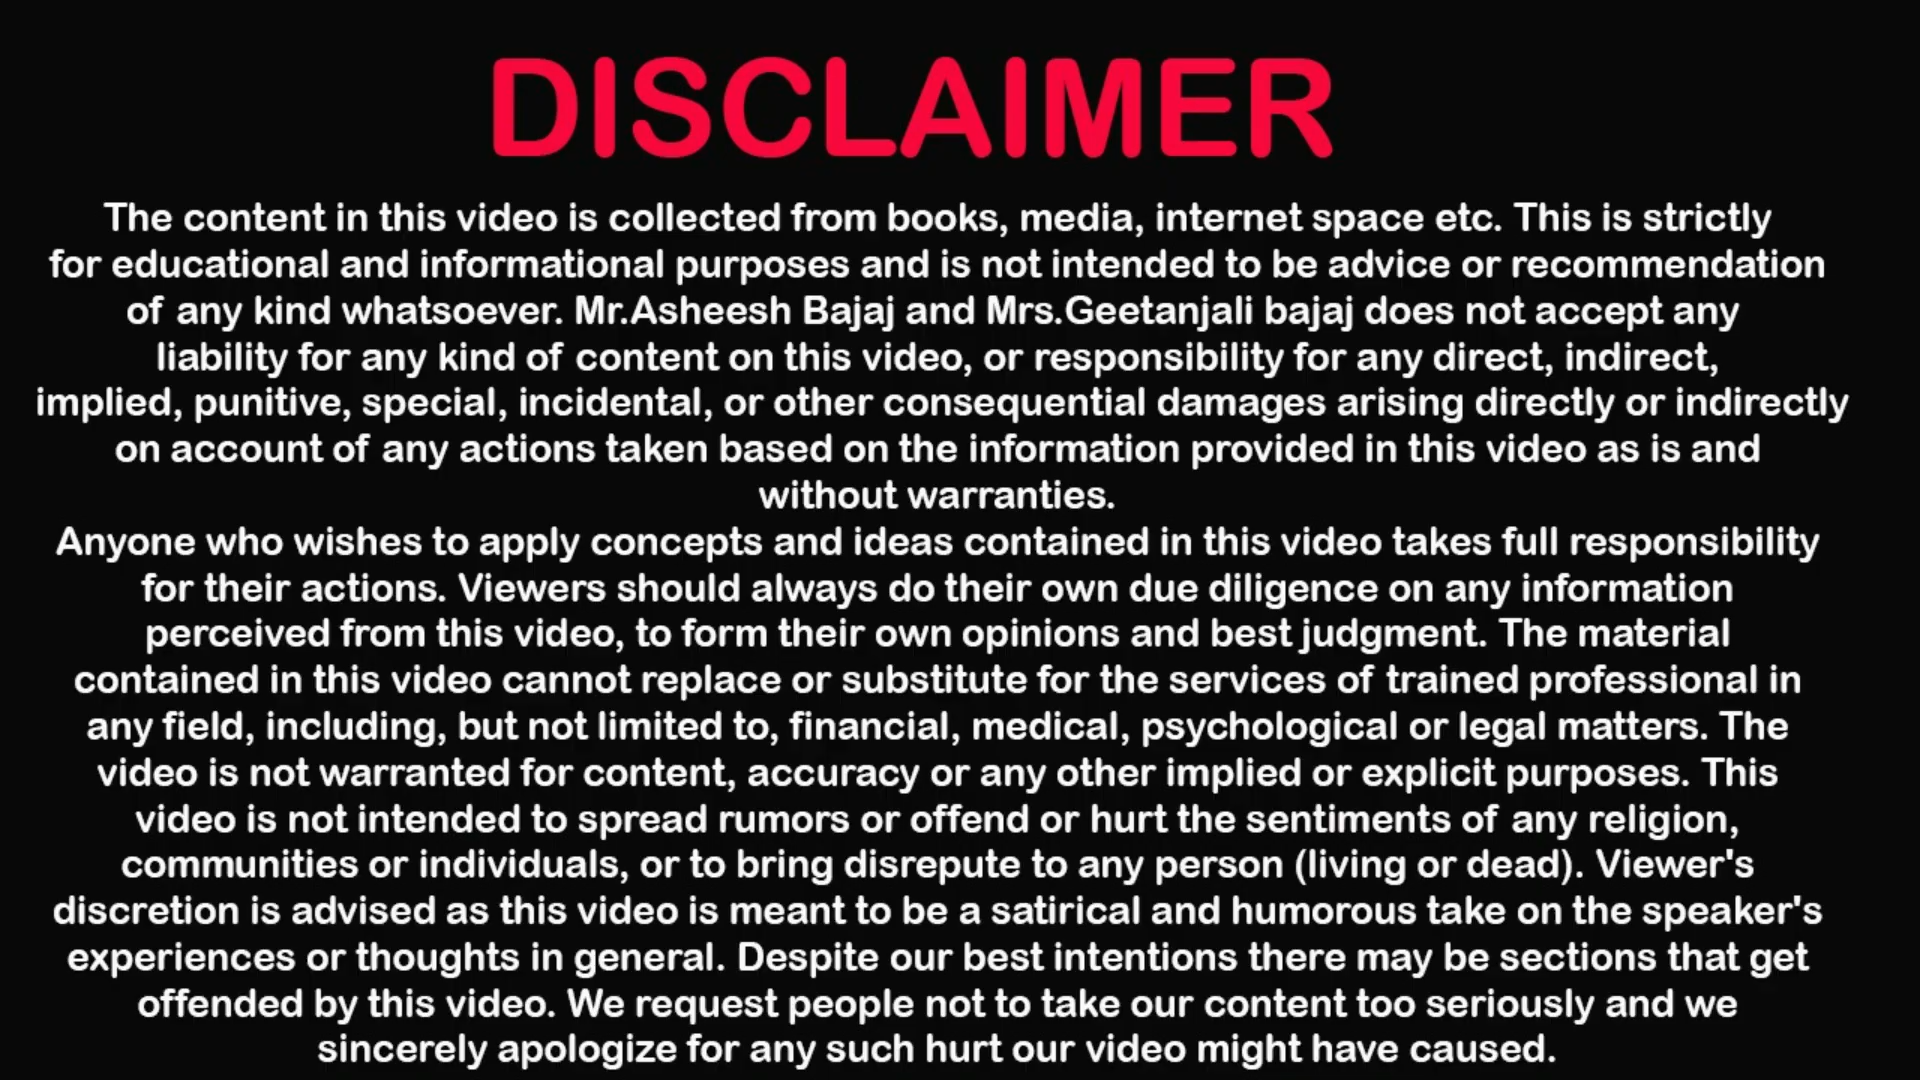 DISCLAIMER
The content in this video is collected from books, media, internet space etc. This is strictly
for educational and informational purposes and is not intended to be advice or recommendation
of any kind whatsoever. Mr.Asheesh Bajaj and Mrs.Geetanjali bajaj does not accept any
liability for any kind of content on this video, or responsibility for any direct, indirect,
implied, punitive, special, incidental, or other consequential damages arising directly or indirectly
on account of any actions taken based on the information provided in this video as is and
without warranties.
Anyone who wishes to apply concepts and ideas contained in this video takes full responsibility
for their actions. Viewers should always do their own due diligence on any information
perceived from this video, to form their own opinions and best judgment. The material
contained in this video cannot replace or substitute for the services of trained professional in
any field, including, but not limited to, financial, medical, psychological or legal matters. The
video is not warranted for content, accuracy or any other implied or explicit purposes. This
video is not intended to spread rumors or offend or hurt the sentiments of any religion,
communities or individuals, or to bring disrepute to any person (living or dead). Viewer's
discretion is advised as this video is meant to be a satirical and humorous take on the speaker's
experiences or thoughts in general. Despite our best intentions there may be sections that get
offended by this video. We request people not to take our content too seriously and we
sincerely apologize for any such hurt our video might have caused.